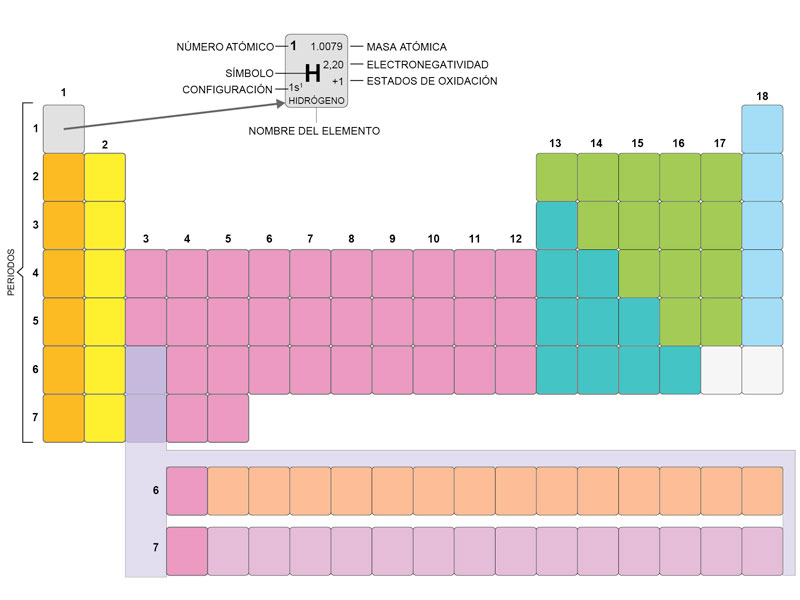 NÚMERO ATÓMICO
1 1.0079
MASA ATÓMICA
2,20
ELECTRONEGATIVIDAD
SÍMBOLO
H
+1
ESTADOS DE OXIDACIÓN
CONFIGURACIÓN
1s¹
HIDRÓGENO
NOMBRE DEL ELEMENTO
1
18
1
2
13 14 15 16 17
2
3
3 4 5 6 7 8 9 10 11 12
4
PERIODOS
5
6
7
6
7